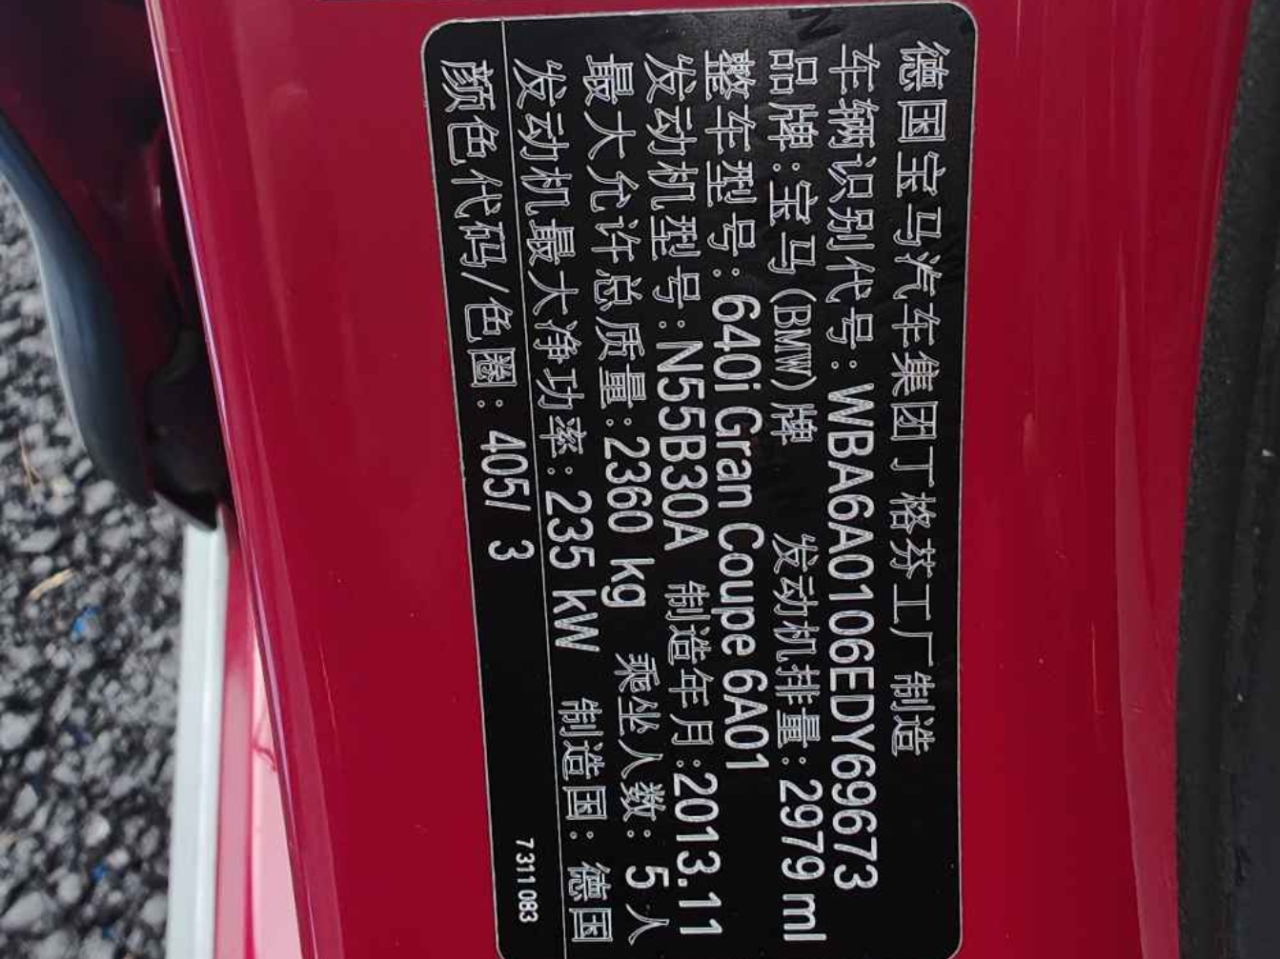 德国宝马汽车集团丁格芬工厂制造
车辆识别代号：WBA6A0106EDY69673
品牌：宝马(BMW)牌 发动机排量：2979 ml
整车型号：640i Gran Coupe 6A01
发动机型号：N55B30A 制造年月：2013.11
最大允许总质量：2360 kg 乘坐人数：5人
发动机最大净功率：235 kW 制造国：德国
颜色代码/色圈：405/ 3
7311083